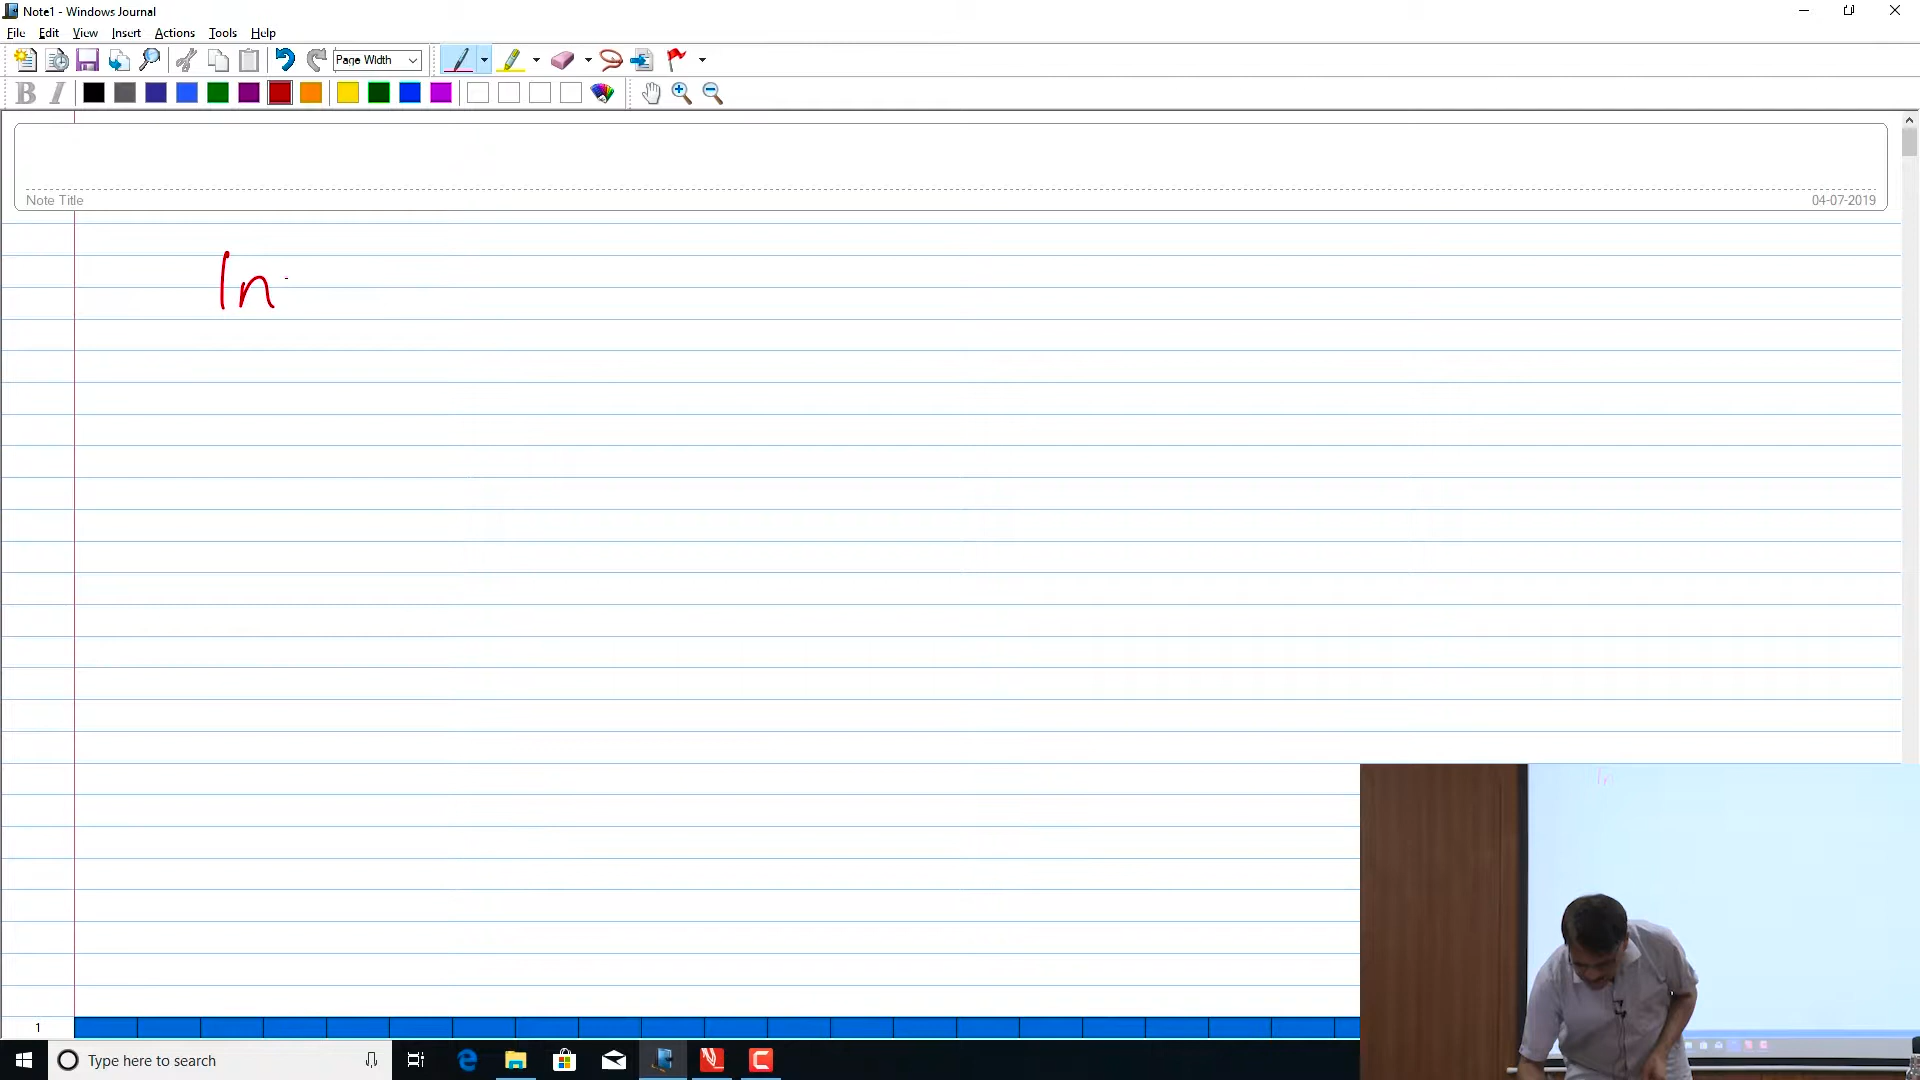 Note1 - Windows Journal
File Edit View Insert Actions Tools Help
Page Width
B I
Note Title
04-07-2019
In
1
Type here to search